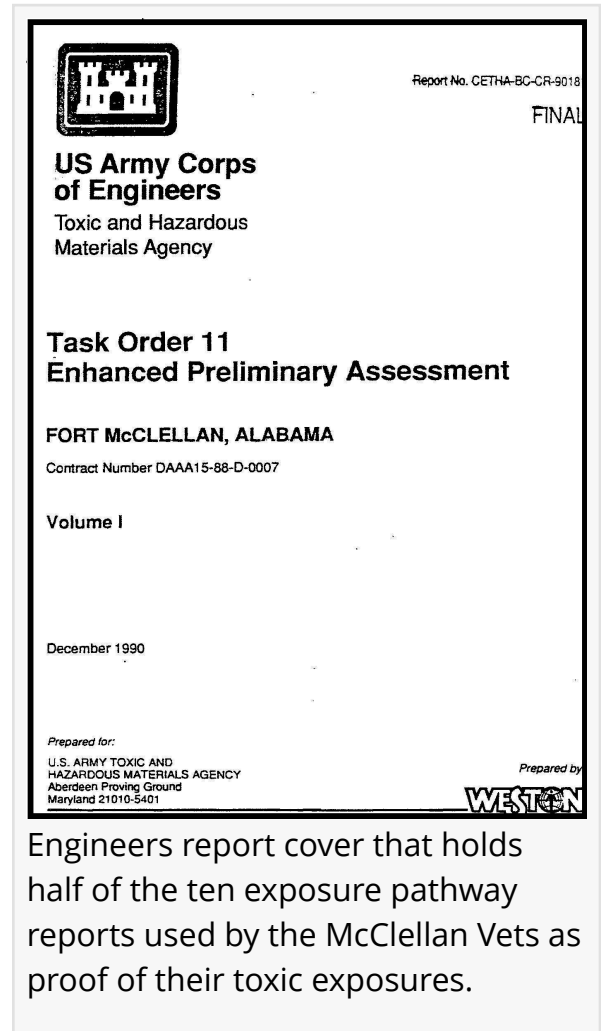 Report No. CETHA-BC-CR-9018
FINAL
US Army Corps
of Engineers
Toxic and Hazardous
Materials Agency
Task Order 11
Enhanced Preliminary Assessment
FORT McCLELLAN, ALABAMA
Contract Number DAAA15-88-D-0007
Volume I
December 1990
Prepared for:
U.S. ARMY TOXIC AND
HAZARDOUS MATERIALS AGENCY
Aberdeen Proving Ground
Maryland 21010-5401
Prepared by
WESTON
Engineers report cover that holds
half of the ten exposure pathway
reports used by the McClellan Vets as
proof of their toxic exposures.